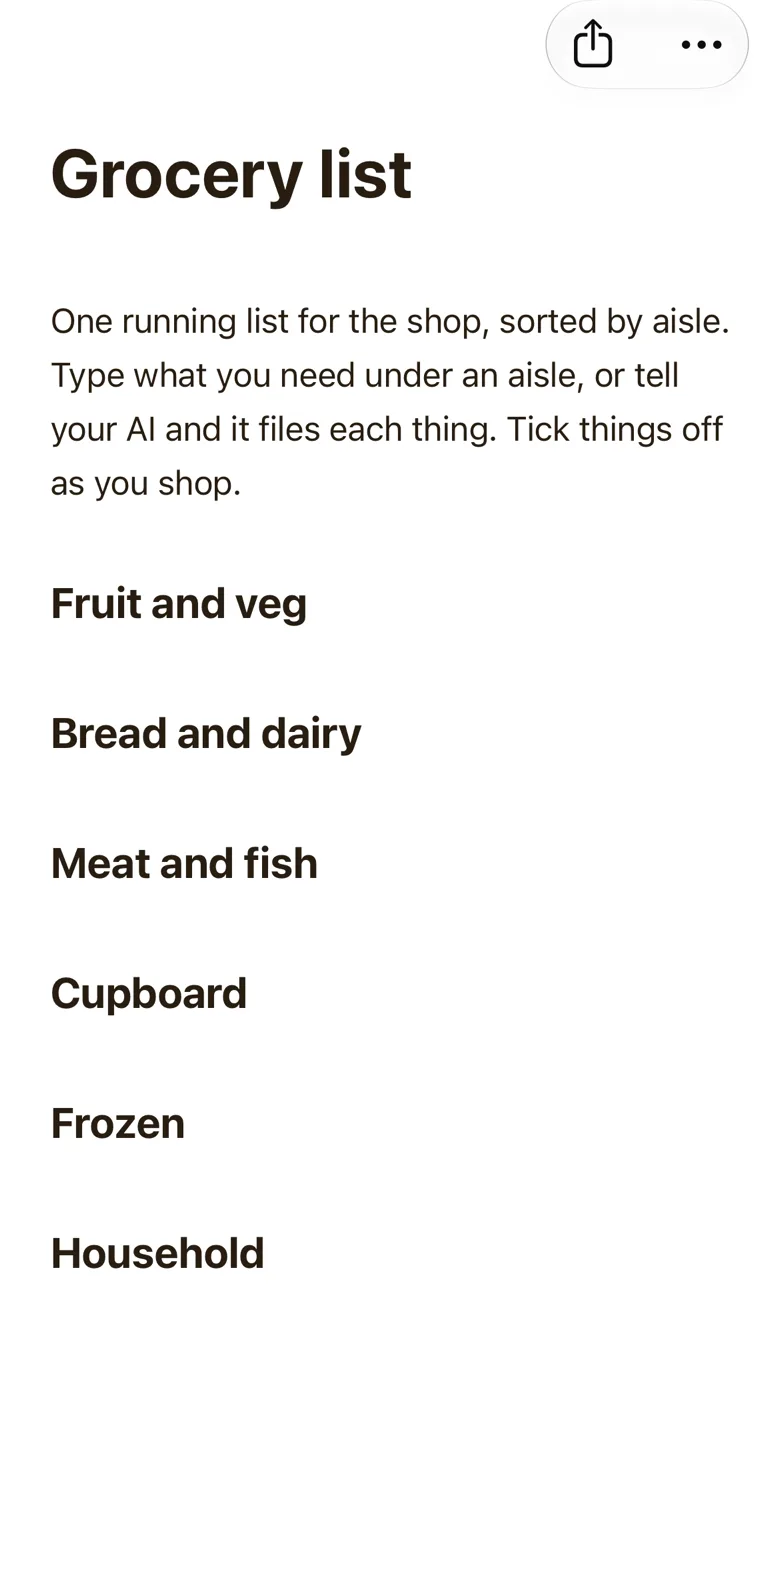 Grocery list
One running list for the shop, sorted by aisle.
Type what you need under an aisle, or tell
your AI and it files each thing. Tick things off
as you shop.
Fruit and veg
Bread and dairy
Meat and fish
Cupboard
Frozen
Household